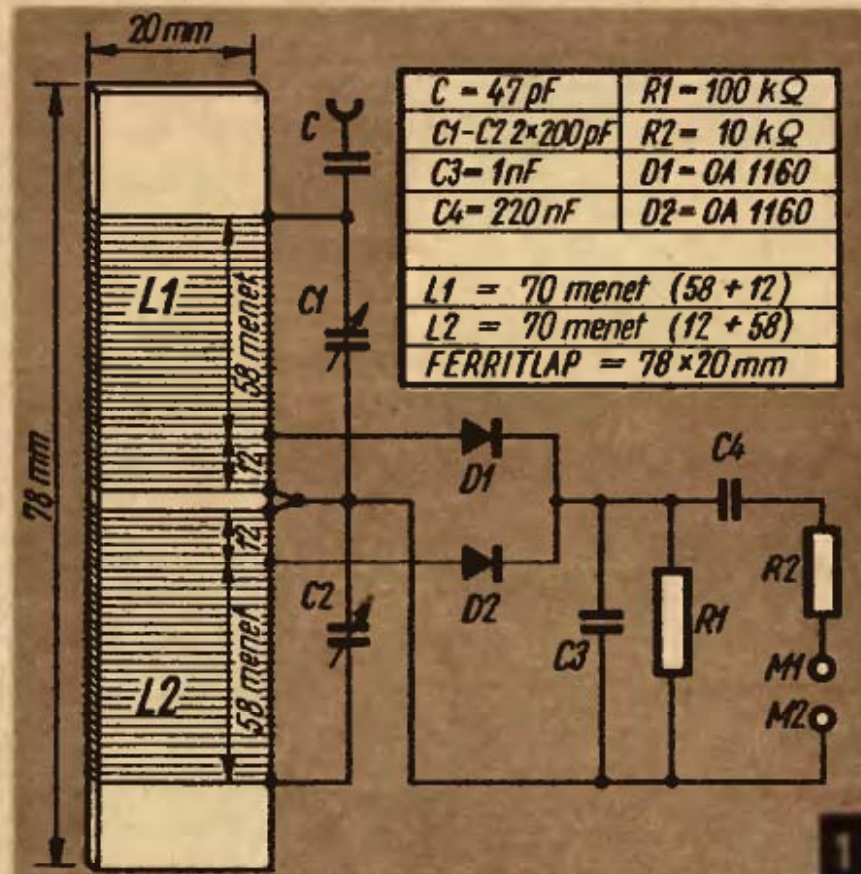 20 mm
78 mm
C = 47 pF R1 = 100 kΩ
C1-C2 2×200pF R2 = 10 kΩ
C3 = 1nF D1 = OA 1160
C4 = 220 nF D2 = OA 1160
L1 = 70 menet (58 + 12)
L2 = 70 menet (12 + 58)
FERRITLAP = 78 × 20 mm
C
L1
58 menet
C1
12
D1
C4
12
D2
C2
58 menet
L2
C3
R1
R2
M1
M2
1